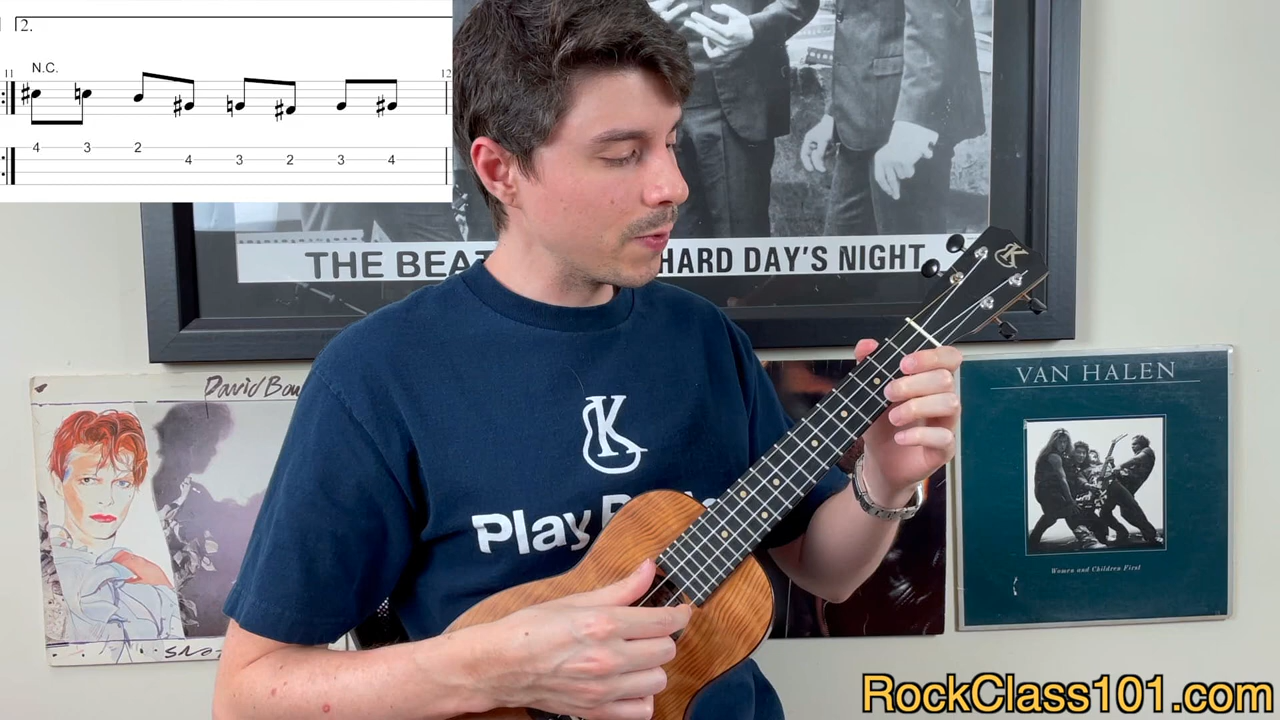 2.
11 N.C. 12
4 3 2
4 3 2 3 4
THE BEA
HARD DAY'S NIGHT
K
David Bow
VAN HALEN
K
Play
Women and Children First
RockClass101.com